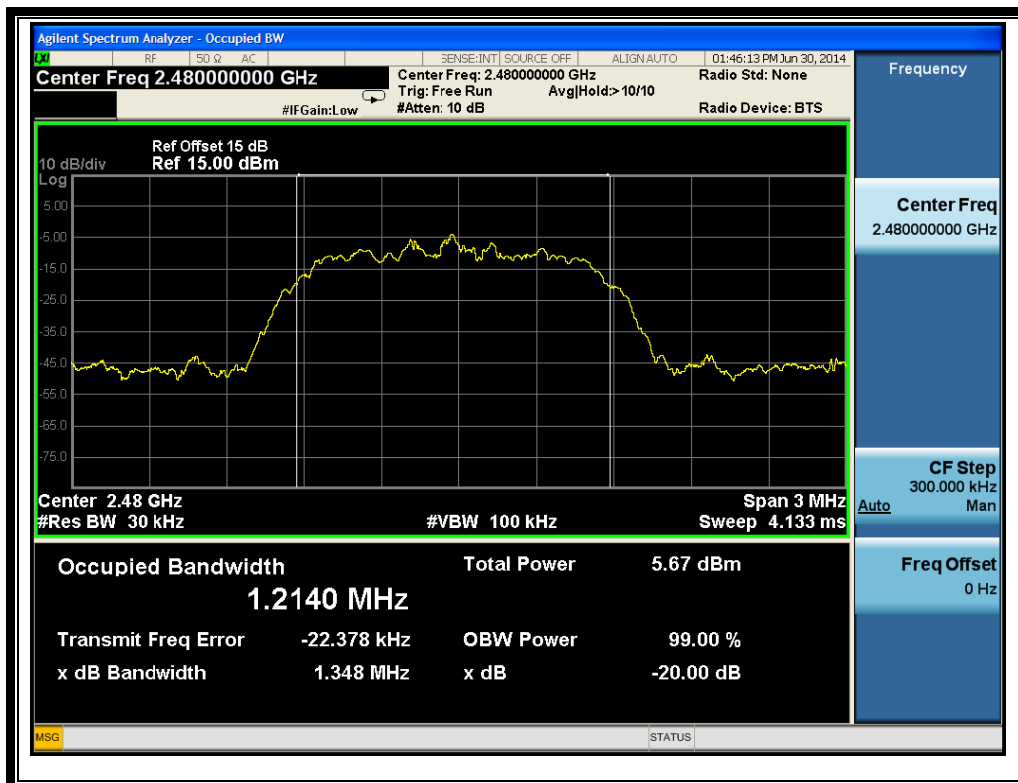 Agilent Spectrum Analyzer - Occupied BW
LXI RF 50 Ω AC SENSE:INT SOURCE OFF ALIGN AUTO 01:46:13 PM Jun 30, 2014
Center Freq 2.480000000 GHz
Center Freq: 2.480000000 GHz
Radio Std: None
Trig: Free Run Avg|Hold:> 10/10
#IFGain:Low
#Atten: 10 dB
Radio Device: BTS
Frequency
Ref Offset 15 dB
10 dB/div Ref 15.00 dBm
Log
5.00
-5.00
-15.0
-25.0
-35.0
-45.0
-55.0
-65.0
-75.0
Center 2.48 GHz Span 3 MHz
#Res BW 30 kHz #VBW 100 kHz Sweep 4.133 ms
Center Freq
2.480000000 GHz
CF Step
300.000 kHz
Auto Man
Freq Offset
0 Hz
Occupied Bandwidth Total Power 5.67 dBm
1.2140 MHz
Transmit Freq Error -22.378 kHz OBW Power 99.00 %
x dB Bandwidth 1.348 MHz x dB -20.00 dB
MSG STATUS